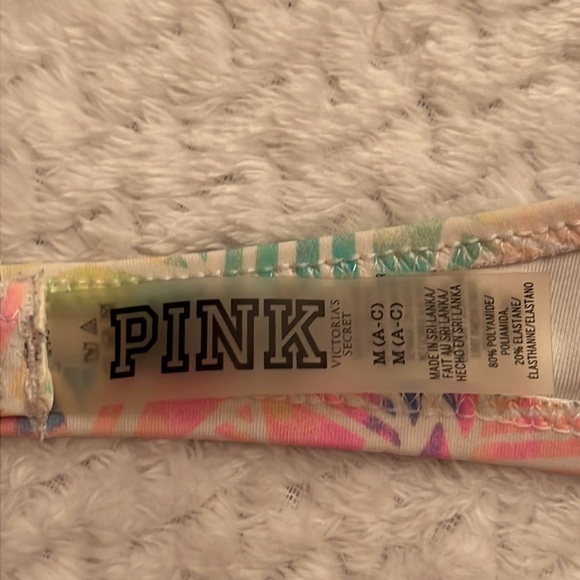 PINK
VICTORIA'S
SECRET
M (A-C)
M (A-C)
MADE IN SRI LANKA/
FAIT AU SRI LANKA/
HECHO EN SRI LANKA
80% POLYAMIDE/
POLIAMIDA,
20% ELASTANE/
ÉLASTHANNE/ELASTANO